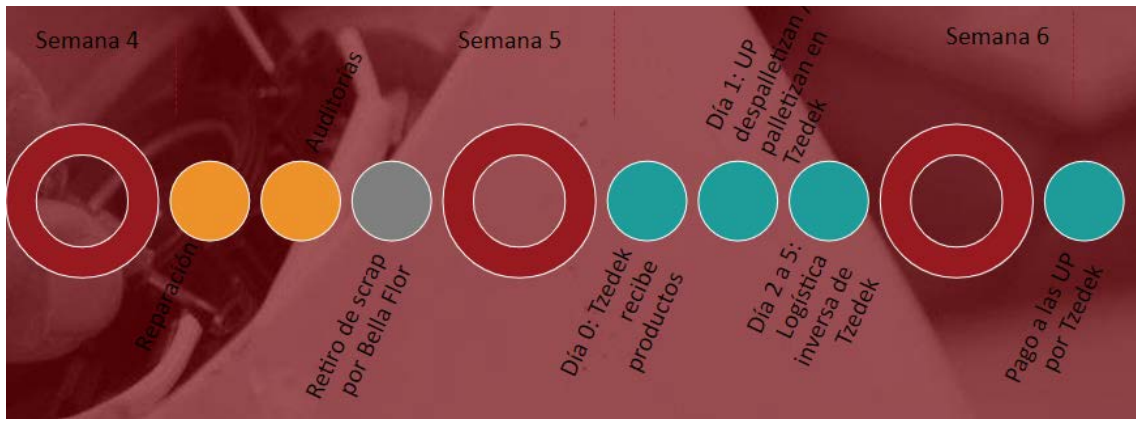 Semana 4
Reparación
Auditorías
Retiro de scrap
por Bella Flor
Semana 5
Día 0: Tzedek
recibe
productos
Día 1: UP
despalletizan /
palletizan en
Tzedek
Día 2 a 5:
Logística
inversa de
Tzedek
Semana 6
Pago a las UP
por Tzedek